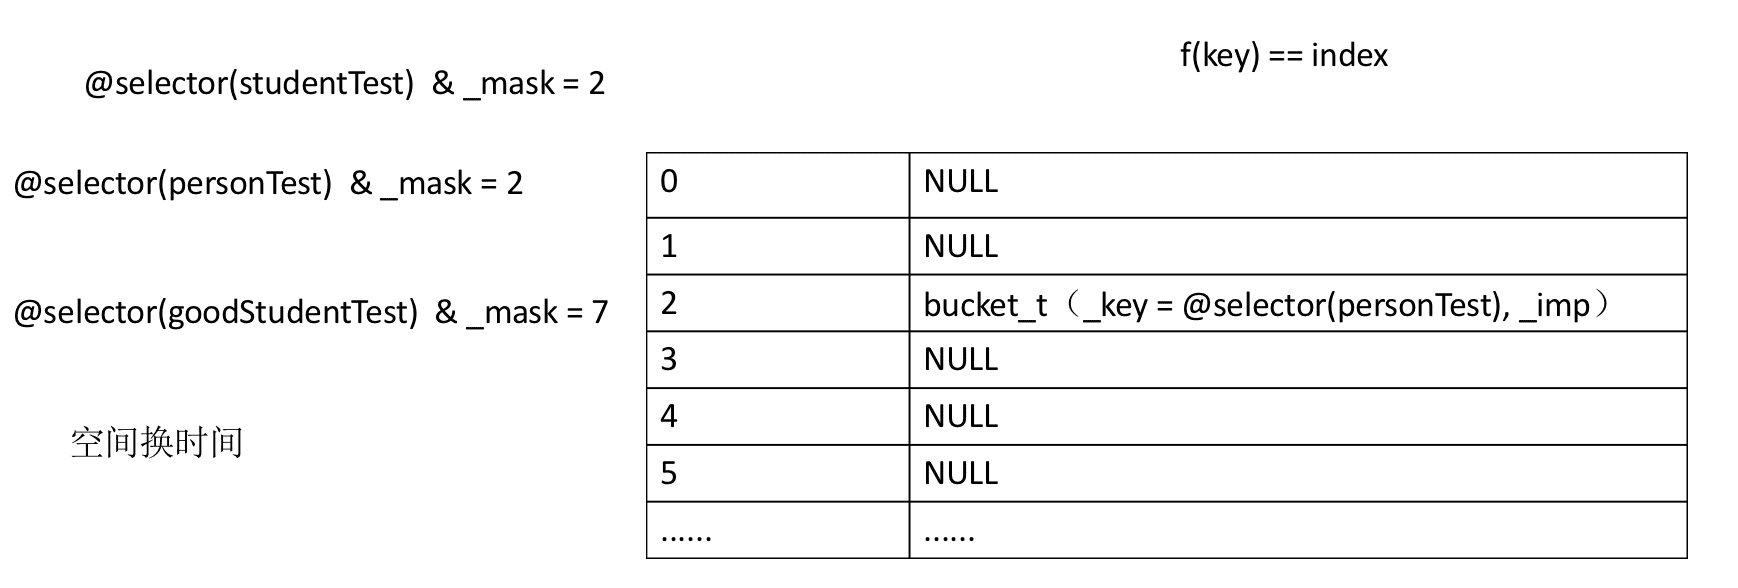 f(key) == index
@selector(studentTest) & _mask = 2
@selector(personTest) & _mask = 2
@selector(goodStudentTest) & _mask = 7
空间换时间
0 NULL
1 NULL
2 bucket_t（_key = @selector(personTest), _imp）
3 NULL
4 NULL
5 NULL
...... ......